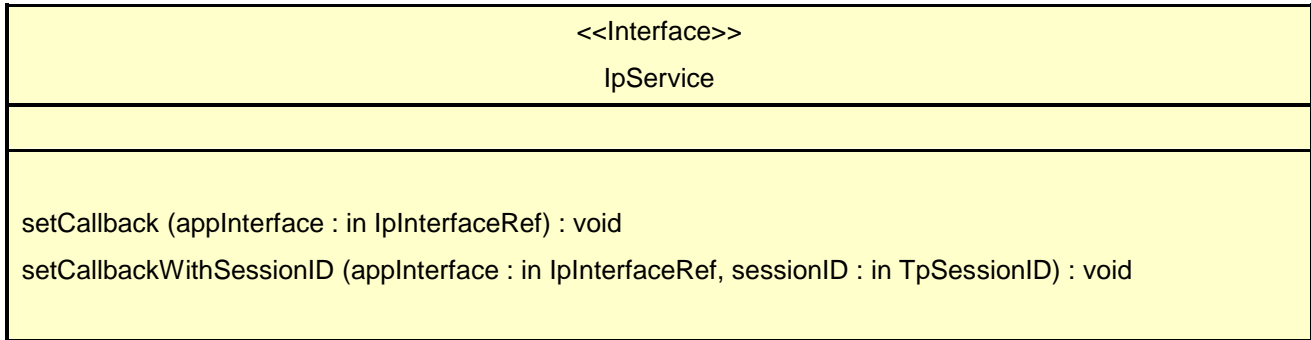 <<Interface>>
IpService
setCallback (appInterface : in IpInterfaceRef) : void
setCallbackWithSessionID (appInterface : in IpInterfaceRef, sessionID : in TpSessionID) : void